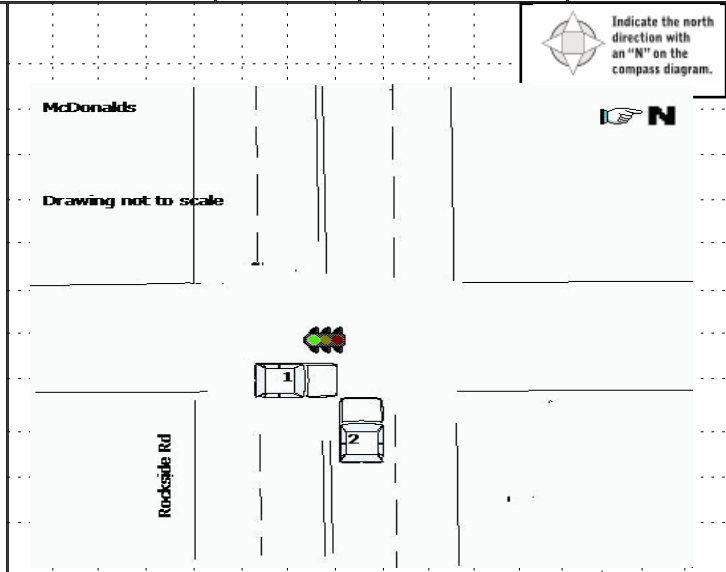 Indicate the north
direction with
an “N” on the
compass diagram.
McDonalds
N
Drawing not to scale
1
2
Rockside Rd